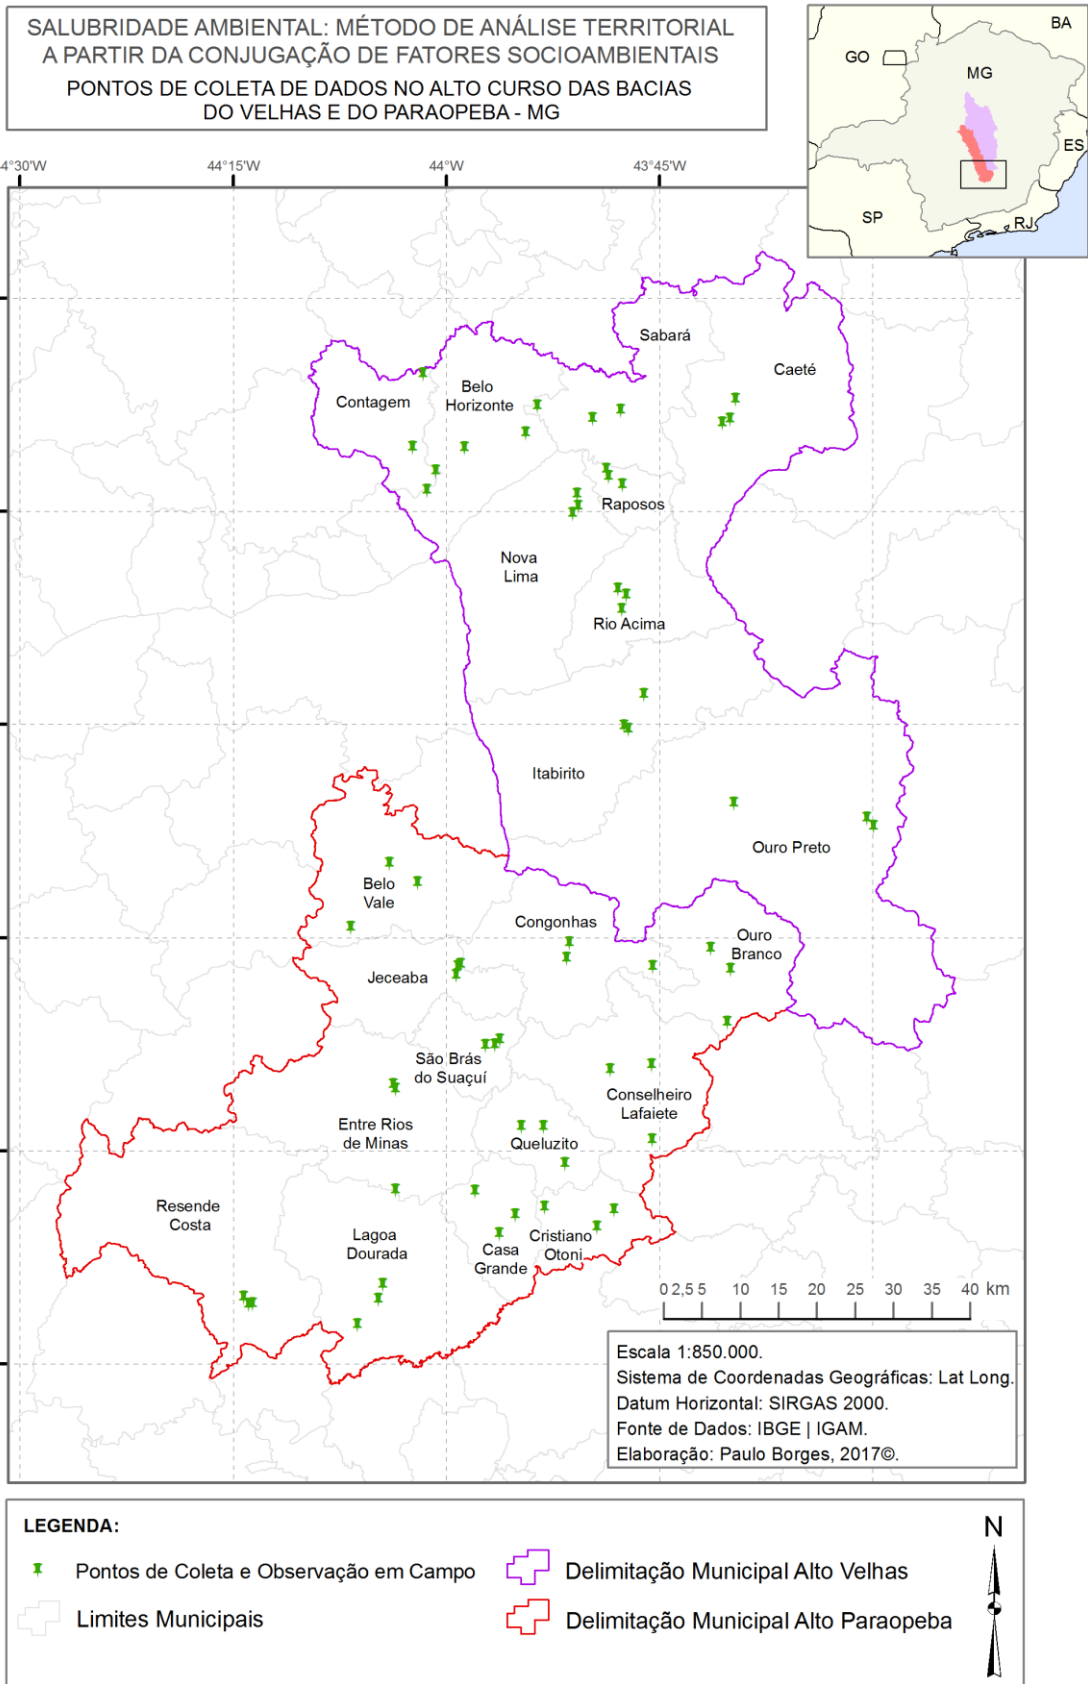 SALUBRIDADE AMBIENTAL: MÉTODO DE ANÁLISE TERRITORIAL
A PARTIR DA CONJUGAÇÃO DE FATORES SOCIOAMBIENTAIS
PONTOS DE COLETA DE DADOS NO ALTO CURSO DAS BACIAS
DO VELHAS E DO PARAOPEBA - MG
BA
GO
MG
ES
SP
RJ
4°30'W
44°15'W
44°0'W
43°45'W
Sabará
Caeté
Belo
Horizonte
Contagem
Raposos
Nova
Lima
Rio Acima
Itabirito
Ouro Preto
Belo
Vale
Congonhas
Ouro
Branco
Jeceaba
São Brás
do Suaçuí
Conselheiro
Lafaiete
Entre Rios
de Minas
Queluzito
Resende
Costa
Lagoa
Dourada
Casa
Grande
Cristiano
Otoni
0 2,5 5 10 15 20 25 30 35 40 km
Escala 1:850.000.
Sistema de Coordenadas Geográficas: Lat Long.
Datum Horizontal: SIRGAS 2000.
Fonte de Dados: IBGE | IGAM.
Elaboração: Paulo Borges, 2017©.
LEGENDA:
N
Pontos de Coleta e Observação em Campo
Delimitação Municipal Alto Velhas
Limites Municipais
Delimitação Municipal Alto Paraopeba